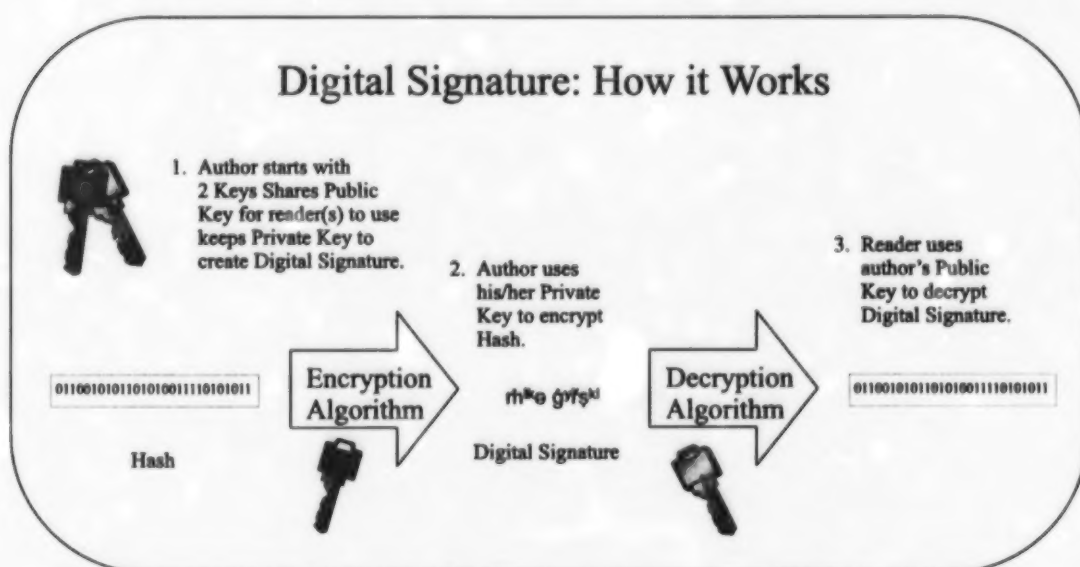 Digital Signature: How it Works
1. Author starts with
2 Keys Shares Public
Key for reader(s) to use
keeps Private Key to
create Digital Signature.
2. Author uses
his/her Private
Key to encrypt
Hash.
3. Reader uses
author's Public
Key to decrypt
Digital Signature.
0110010101101010011110101011
Encryption
Algorithm
Decryption
Algorithm
0110010101101010011110101011
Hash
Digital Signature